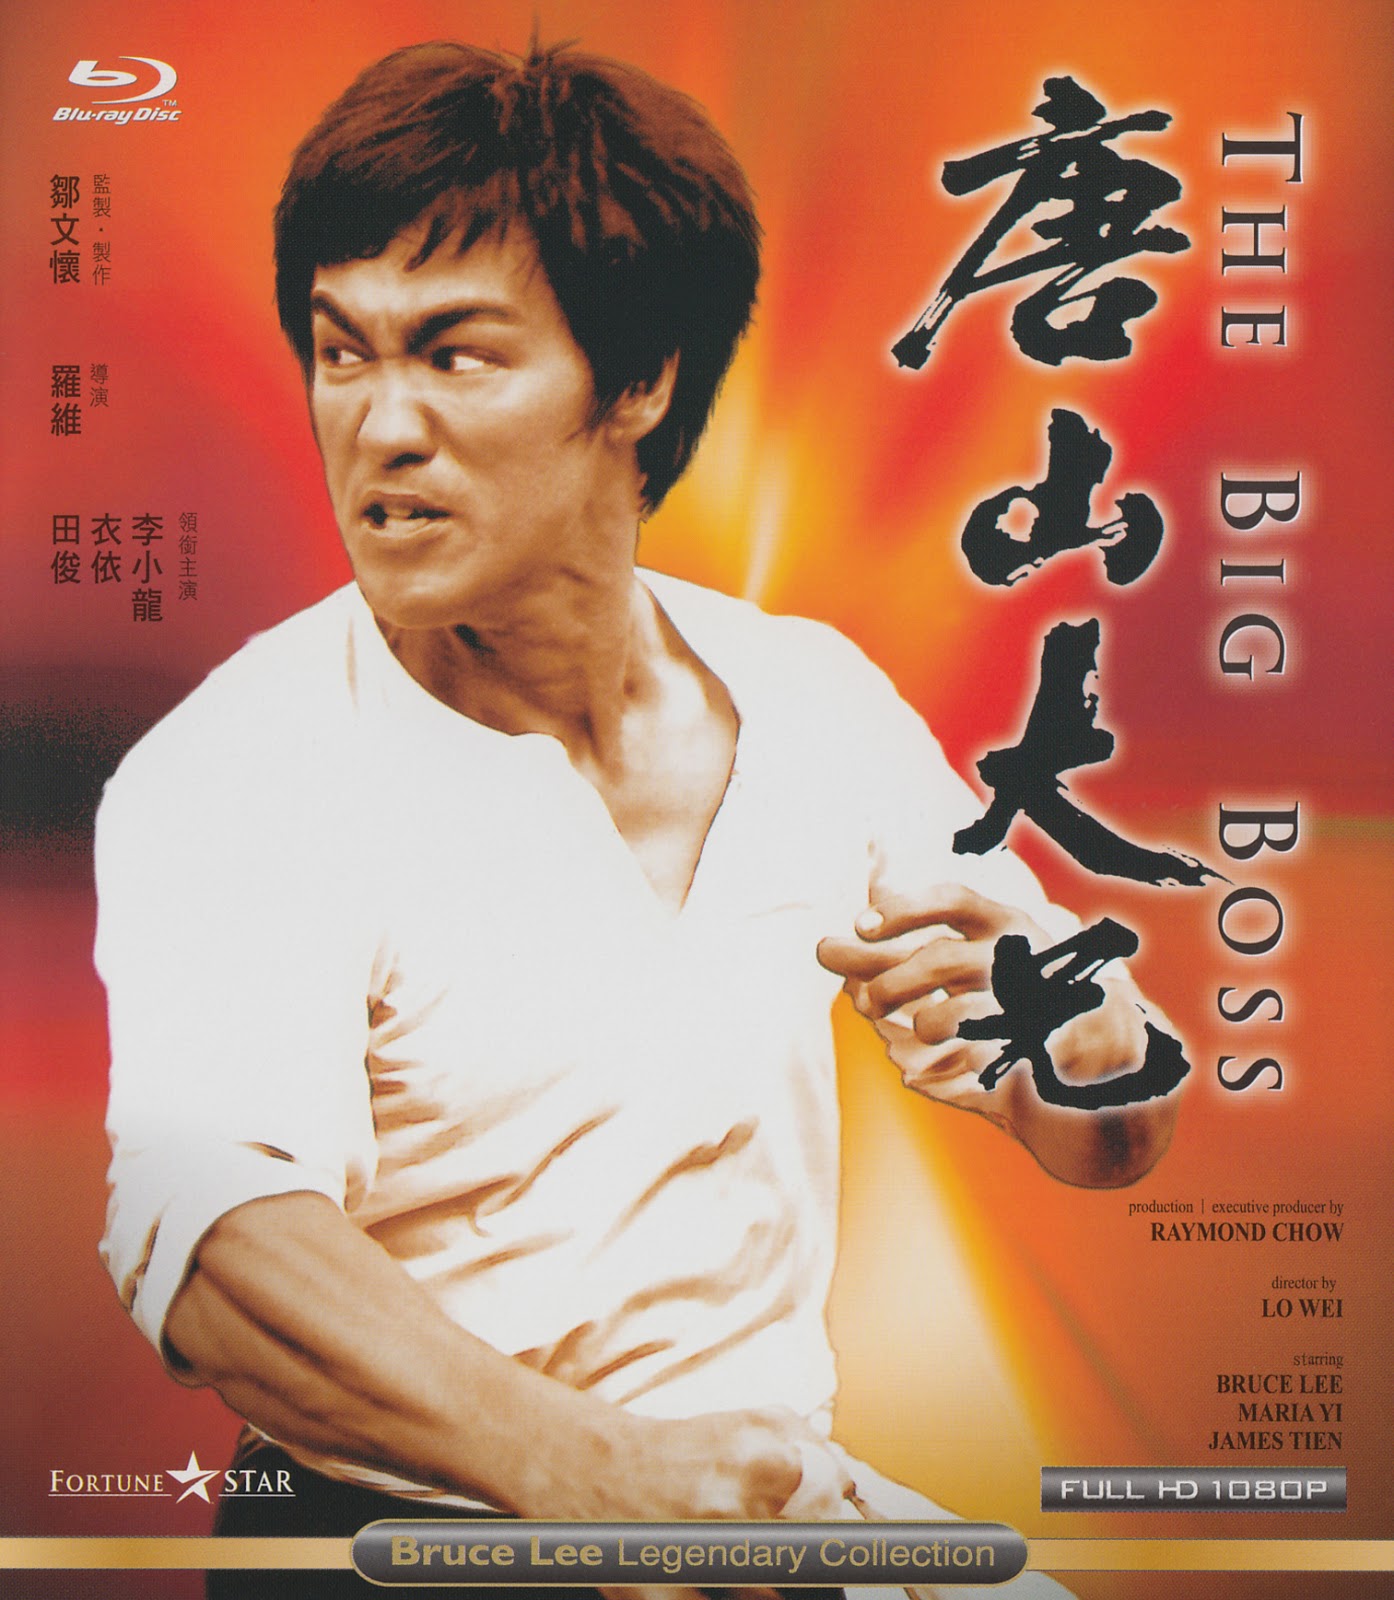 Blu-ray Disc™
監製．製作
鄒文懷
導演
羅維
領銜主演
李小龍
衣依
田俊
唐山大兄
THE BIG BOSS
production | executive producer by
RAYMOND CHOW
director by
LO WEI
starring
BRUCE LEE
MARIA YI
JAMES TIEN
FORTUNE STAR
FULL HD 1080P
Bruce Lee Legendary Collection